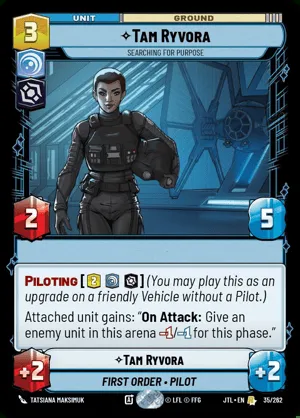 3
UNIT
GROUND
✧TAM RYVORA
SEARCHING FOR PURPOSE
2
5
PILOTING [2] (You may play this as an
upgrade on a friendly Vehicle without a Pilot.)
Attached unit gains: “On Attack: Give an
enemy unit in this arena -1/-1 for this phase.”
✧TAM RYVORA
+2
FIRST ORDER • PILOT
+2
TATSIANA MAKSIMUK
© LFL © FFG
JTL • EN
R
35/262